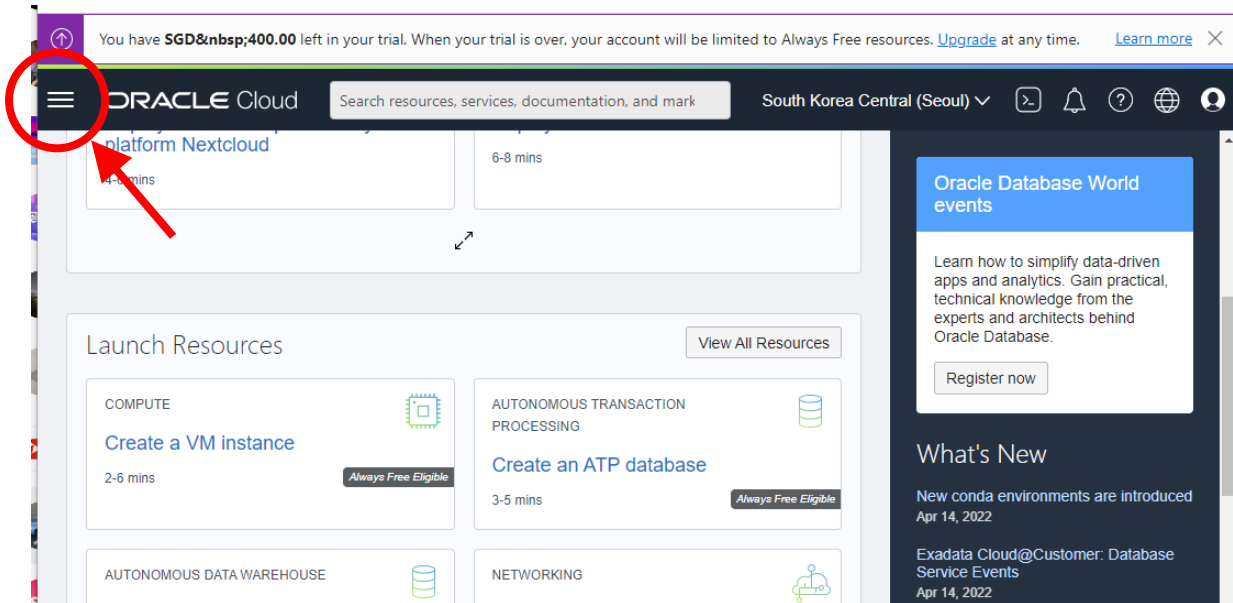 You have SGD&nbsp;400.00 left in your trial. When your trial is over, your account will be limited to Always Free resources. Upgrade at any time. Learn more
ORACLE Cloud
Search resources, services, documentation, and mark
South Korea Central (Seoul)
platform Nextcloud
4-6 mins
6-8 mins
Launch Resources
View All Resources
COMPUTE
Create a VM instance
2-6 mins
Always Free Eligible
AUTONOMOUS TRANSACTION
PROCESSING
Create an ATP database
3-5 mins
Always Free Eligible
AUTONOMOUS DATA WAREHOUSE
NETWORKING
Oracle Database World
events
Learn how to simplify data-driven
apps and analytics. Gain practical,
technical knowledge from the
experts and architects behind
Oracle Database.
Register now
What's New
New conda environments are introduced
Apr 14, 2022
Exadata Cloud@Customer: Database
Service Events
Apr 14, 2022